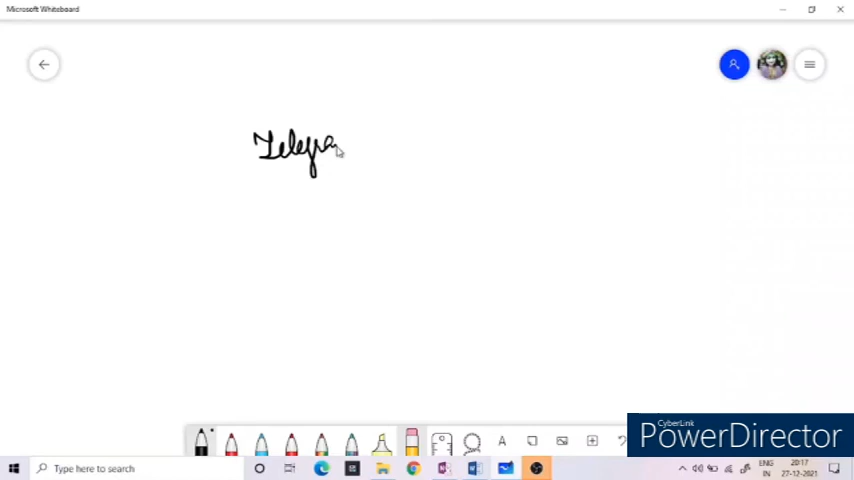 Microsoft Whiteboard
Telegra
CyberLink
PowerDirector
Type here to search
ENG
IN
20:17
27-12-2021